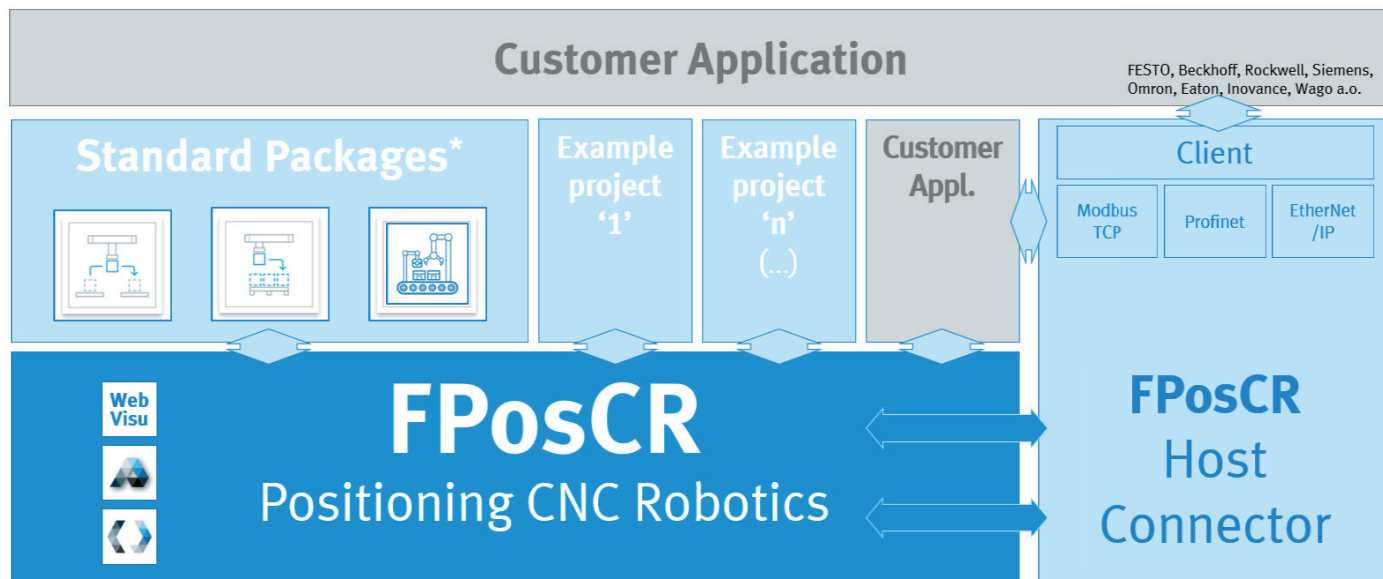 Customer Application
FESTO, Beckhoff, Rockwell, Siemens,
Omron, Eaton, Inovance, Wago a.o.
Standard Packages*
Example
project
‘1’
Example
project
‘n’
(...)
Customer
Appl.
Client
Modbus
TCP
Profinet
EtherNet
/IP
Web
Visu
FPosCR
Positioning CNC Robotics
FPosCR
Host
Connector